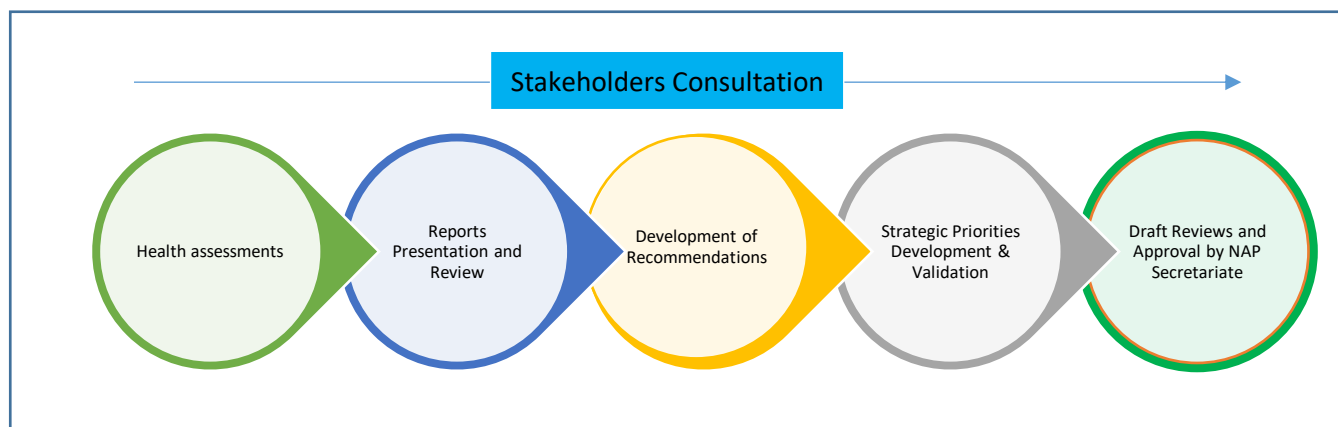 Stakeholders Consultation
Health assessments
Reports
Presentation and
Review
Development of
Recommendations
Strategic Priorities
Development &
Validation
Draft Reviews and
Approval by NAP
Secretariate